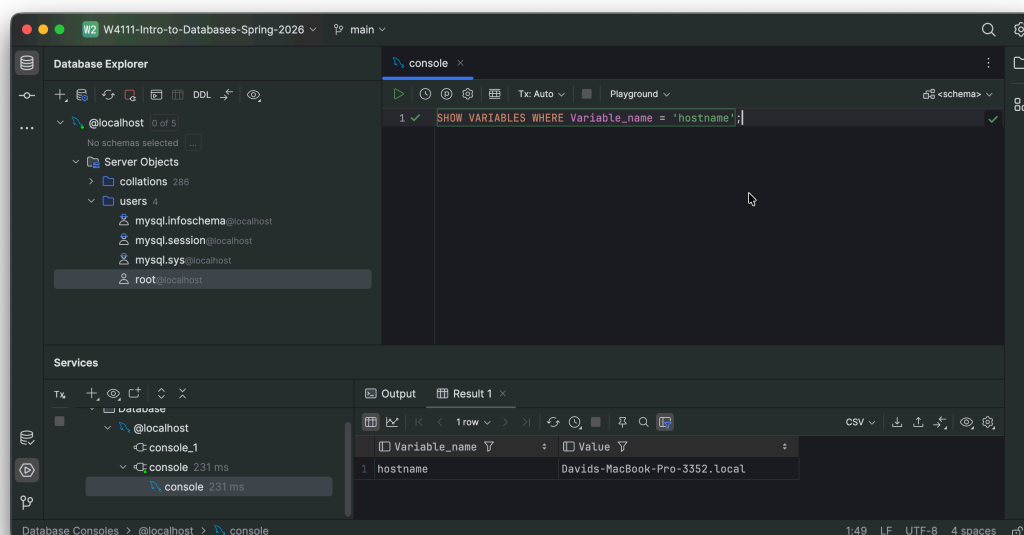 W2 W4111-Intro-to-Databases-Spring-2026 main
Database Explorer
DDL
@localhost 0 of 5
No schemas selected ...
Server Objects
collations 286
users 4
mysql.infoschema@localhost
mysql.session@localhost
mysql.sys@localhost
root@localhost
console
Tx: Auto Playground <schema>
1 SHOW VARIABLES WHERE Variable_name = 'hostname';
Services
Tx
Database
@localhost
console_1
console 231 ms
console 231 ms
Output Result 1
1 row CSV
Variable_name Value
1 hostname Davids-MacBook-Pro-3352.local
Database Consoles > @localhost > console 1:49 LF UTF-8 4 spaces